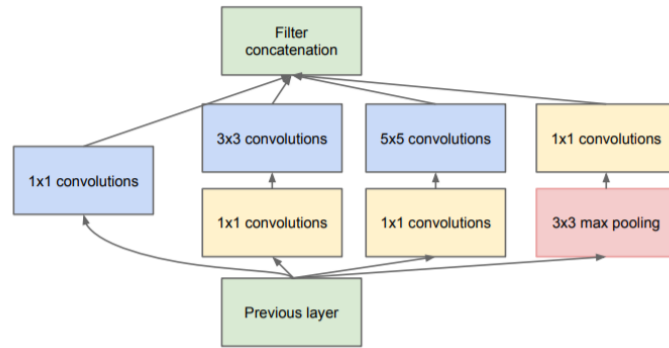 Filter
concatenation
3x3 convolutions
5x5 convolutions
1x1 convolutions
1x1 convolutions
1x1 convolutions
1x1 convolutions
3x3 max pooling
Previous layer